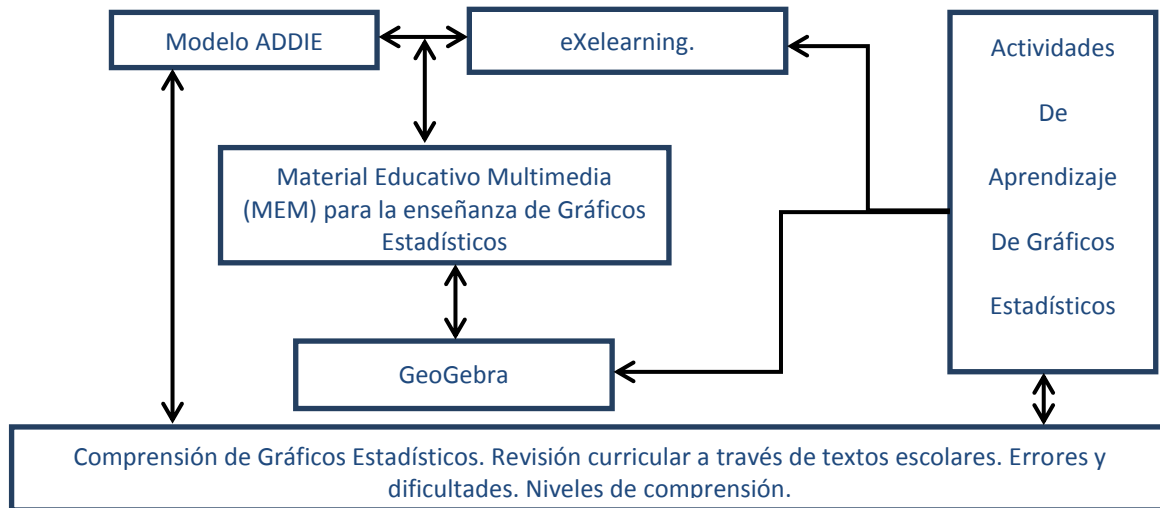 Modelo ADDIE
eXelearning.
Actividades
De
Aprendizaje
De Gráficos
Estadísticos
Material Educativo Multimedia
(MEM) para la enseñanza de Gráficos
Estadísticos
GeoGebra
Comprensión de Gráficos Estadísticos. Revisión curricular a través de textos escolares. Errores y
dificultades. Niveles de comprensión.